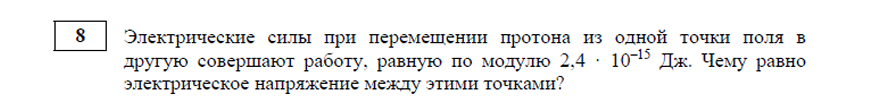 8 Электрические силы при перемещении протона из одной точки поля в
другую совершают работу, равную по модулю 2,4 · 10⁻¹⁵ Дж. Чему равно
электрическое напряжение между этими точками?